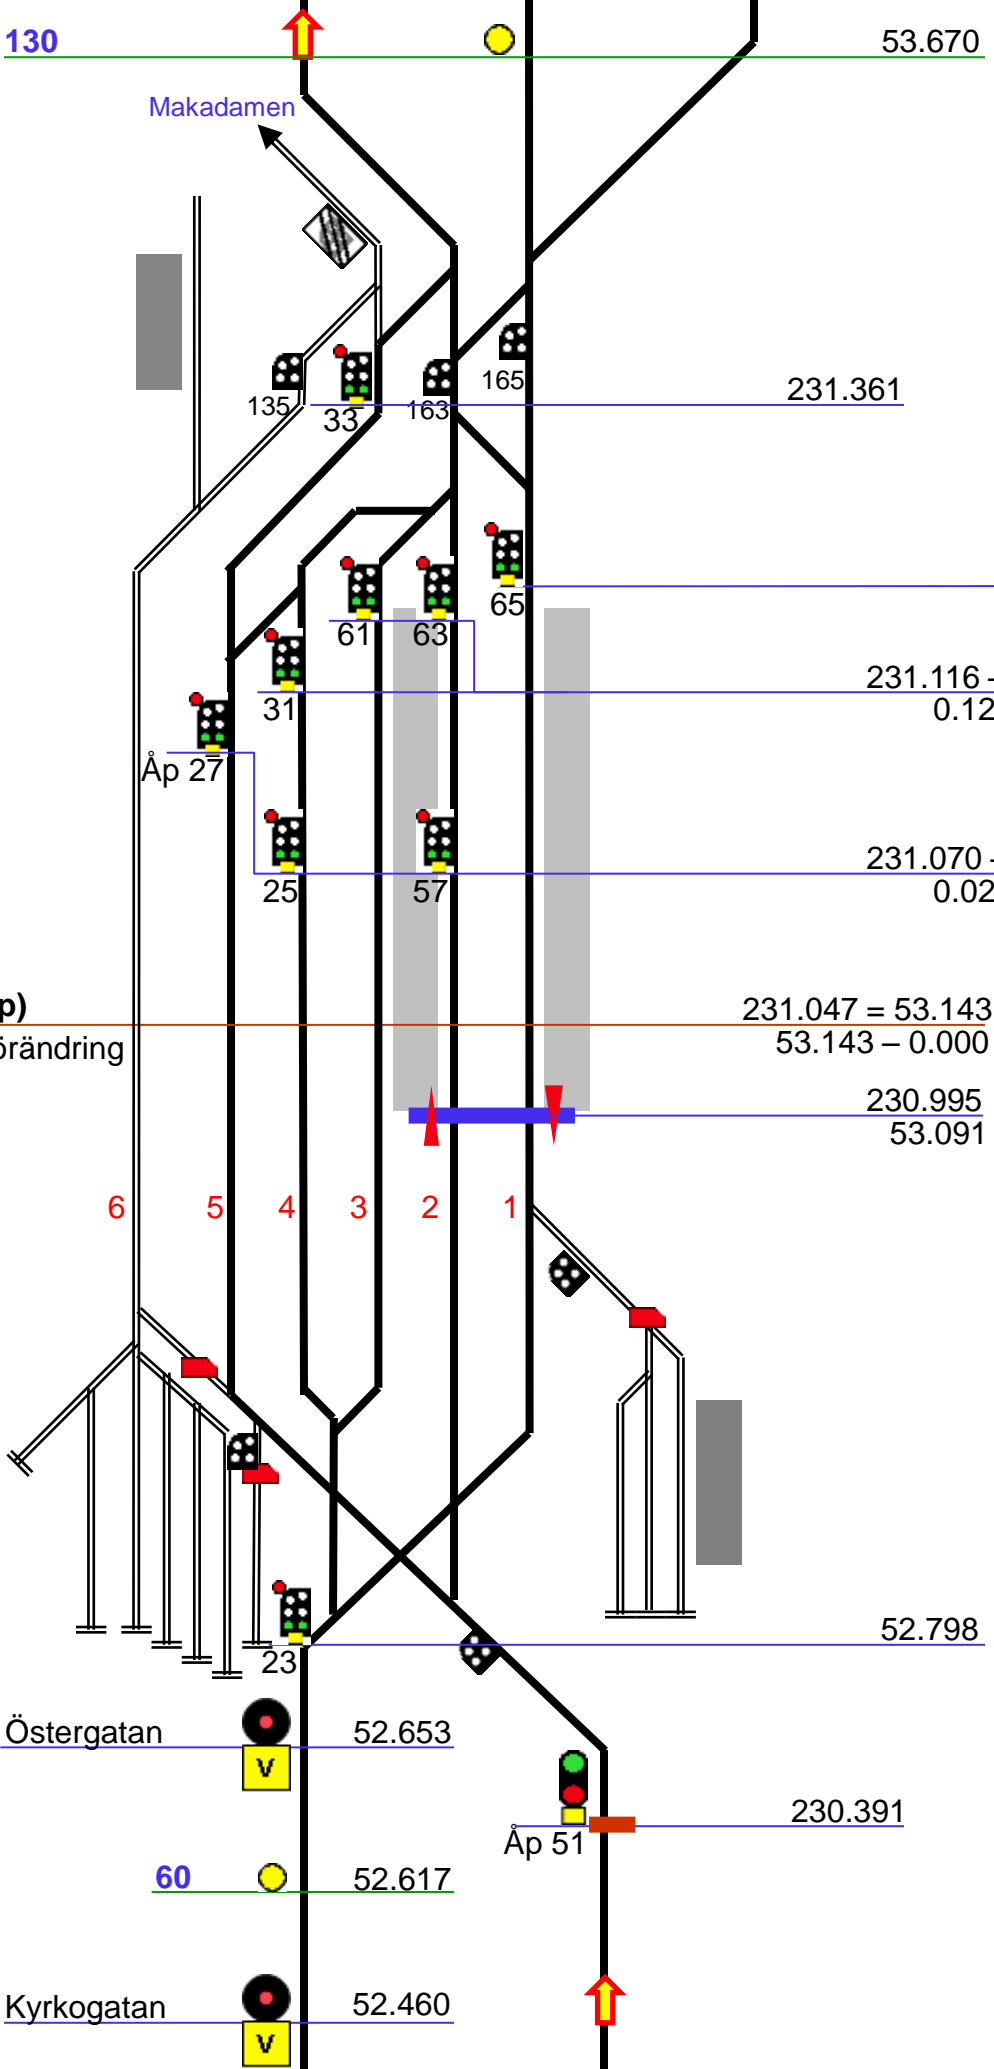 130
53.670
Makadamen
165
231.361
135
163
33
65
61
63
231.116 -
31
0.12
Åp 27
231.070 -
25
57
0.02
p)
231.047 = 53.143
örändring
53.143 – 0.000
230.995
53.091
6 5 4 3 2 1
52.798
23
Östergatan
52.653
V
230.391
Åp 51
60
52.617
Kyrkogatan
52.460
V